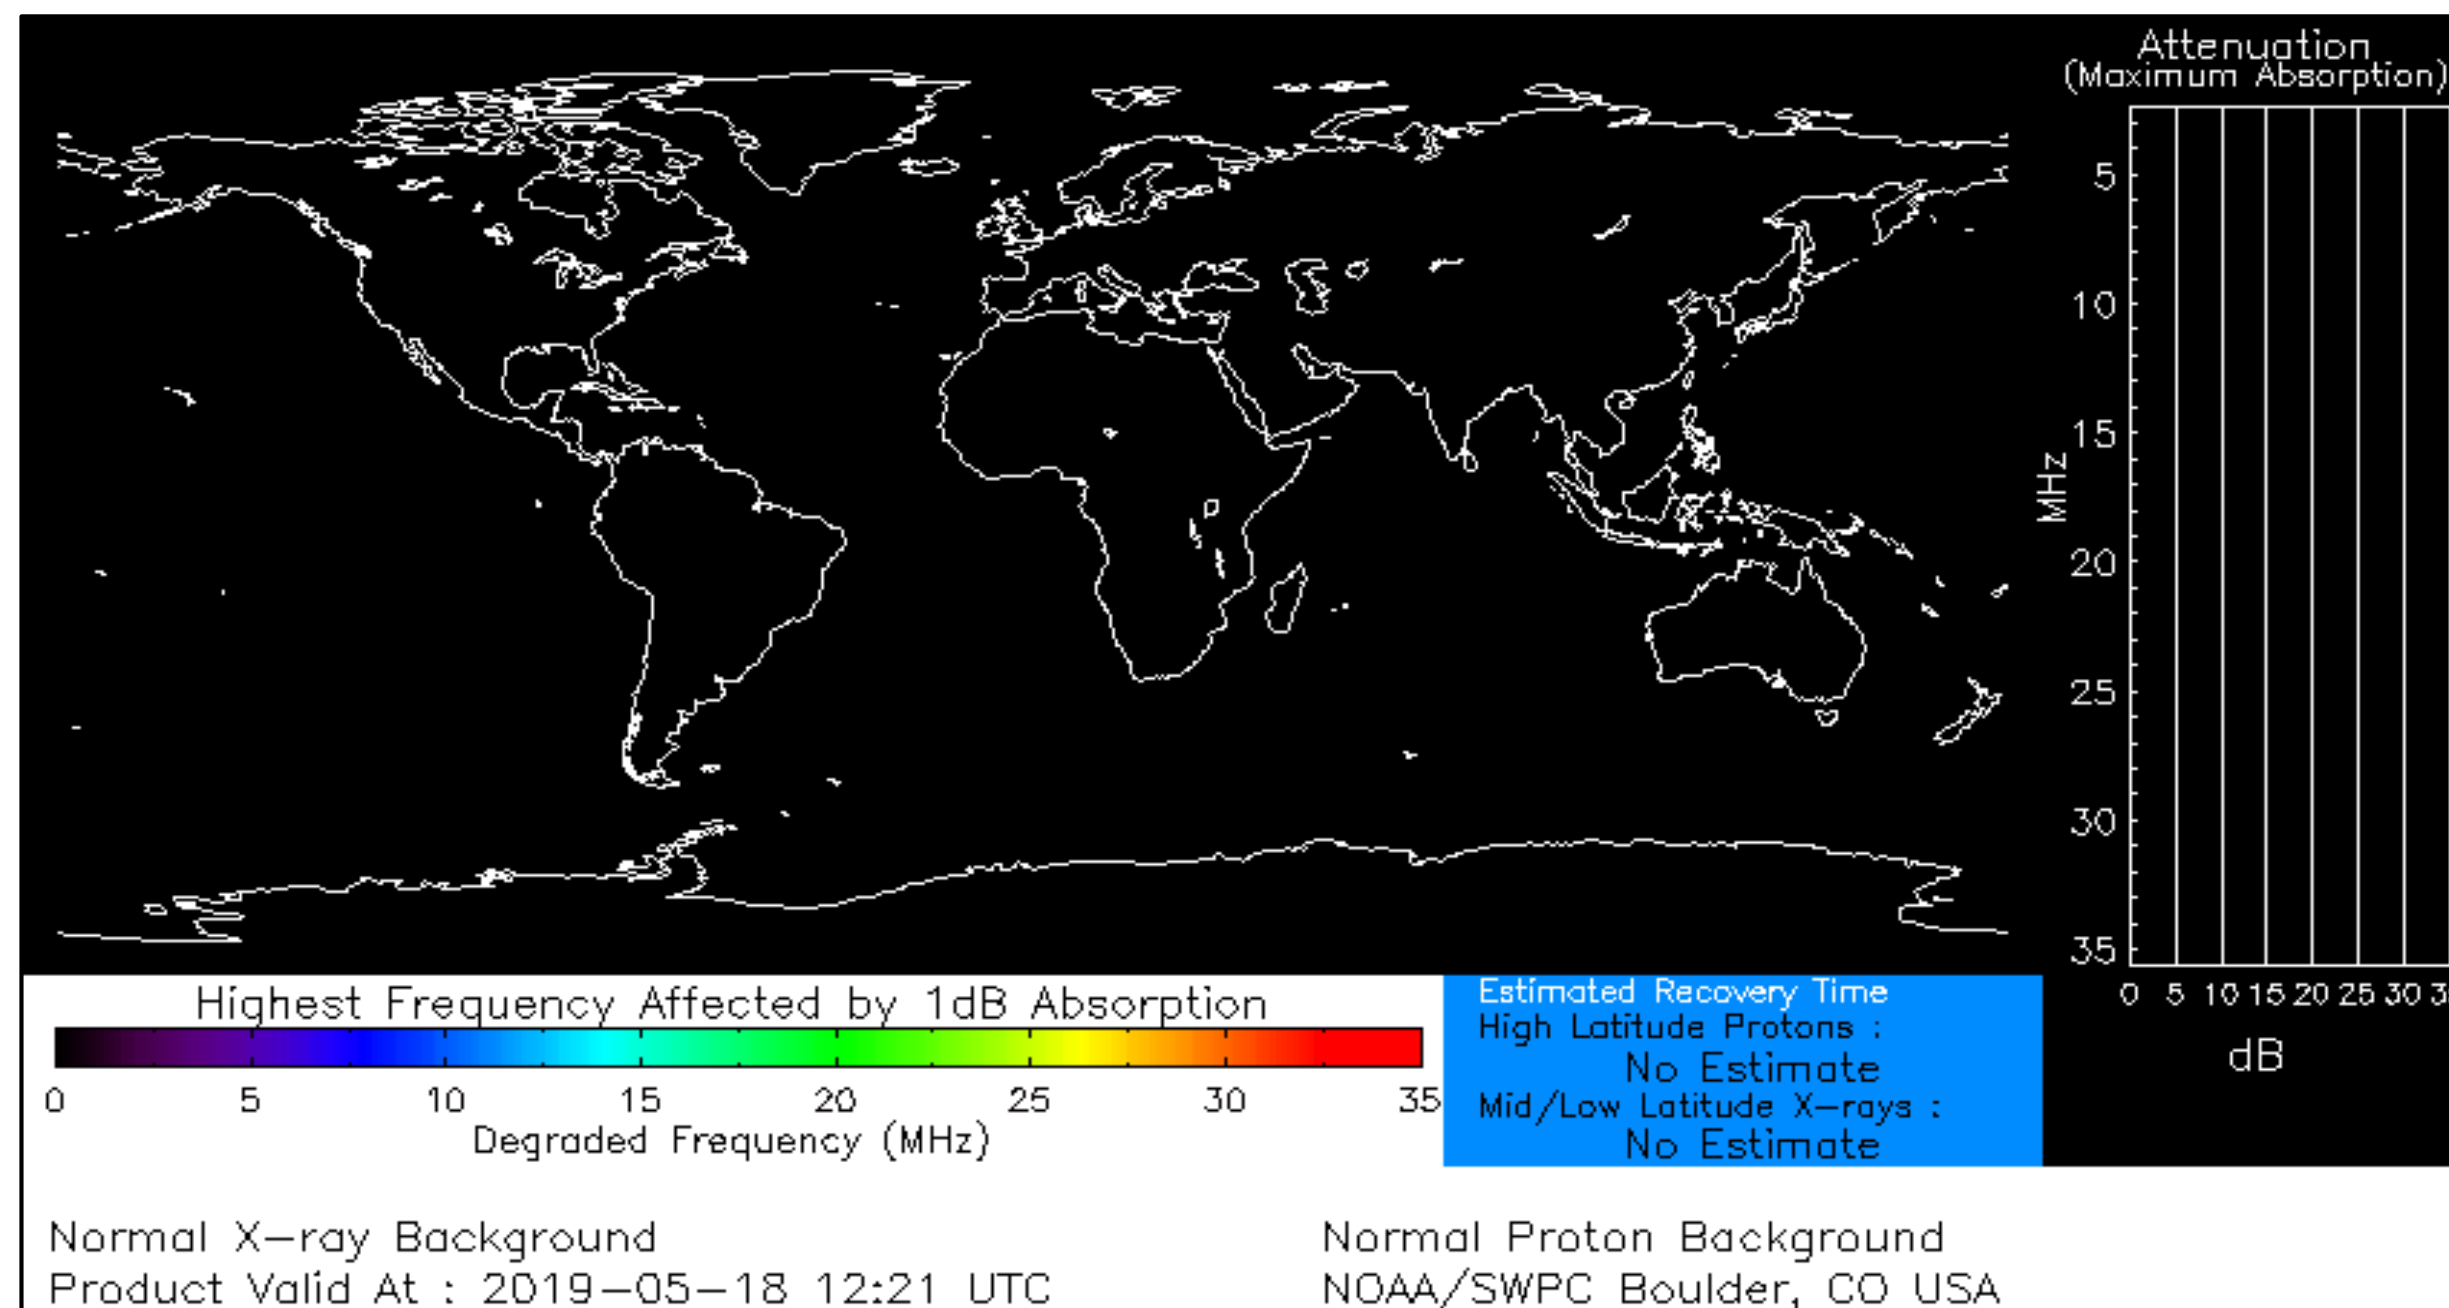 Attenuation
(Maximum Absorption)
5
10
15
20
25
30
35
MHz
0 5 10 15 20 25 30
dB
Highest Frequency Affected by 1dB Absorption
0 5 10 15 20 25 30 35
Degraded Frequency (MHz)
Estimated Recovery Time
High Latitude Protons :
No Estimate
Mid/Low Latitude X-rays :
No Estimate
Normal X-ray Background
Normal Proton Background
Product Valid At : 2019-05-18 12:21 UTC
NOAA/SWPC Boulder, CO USA